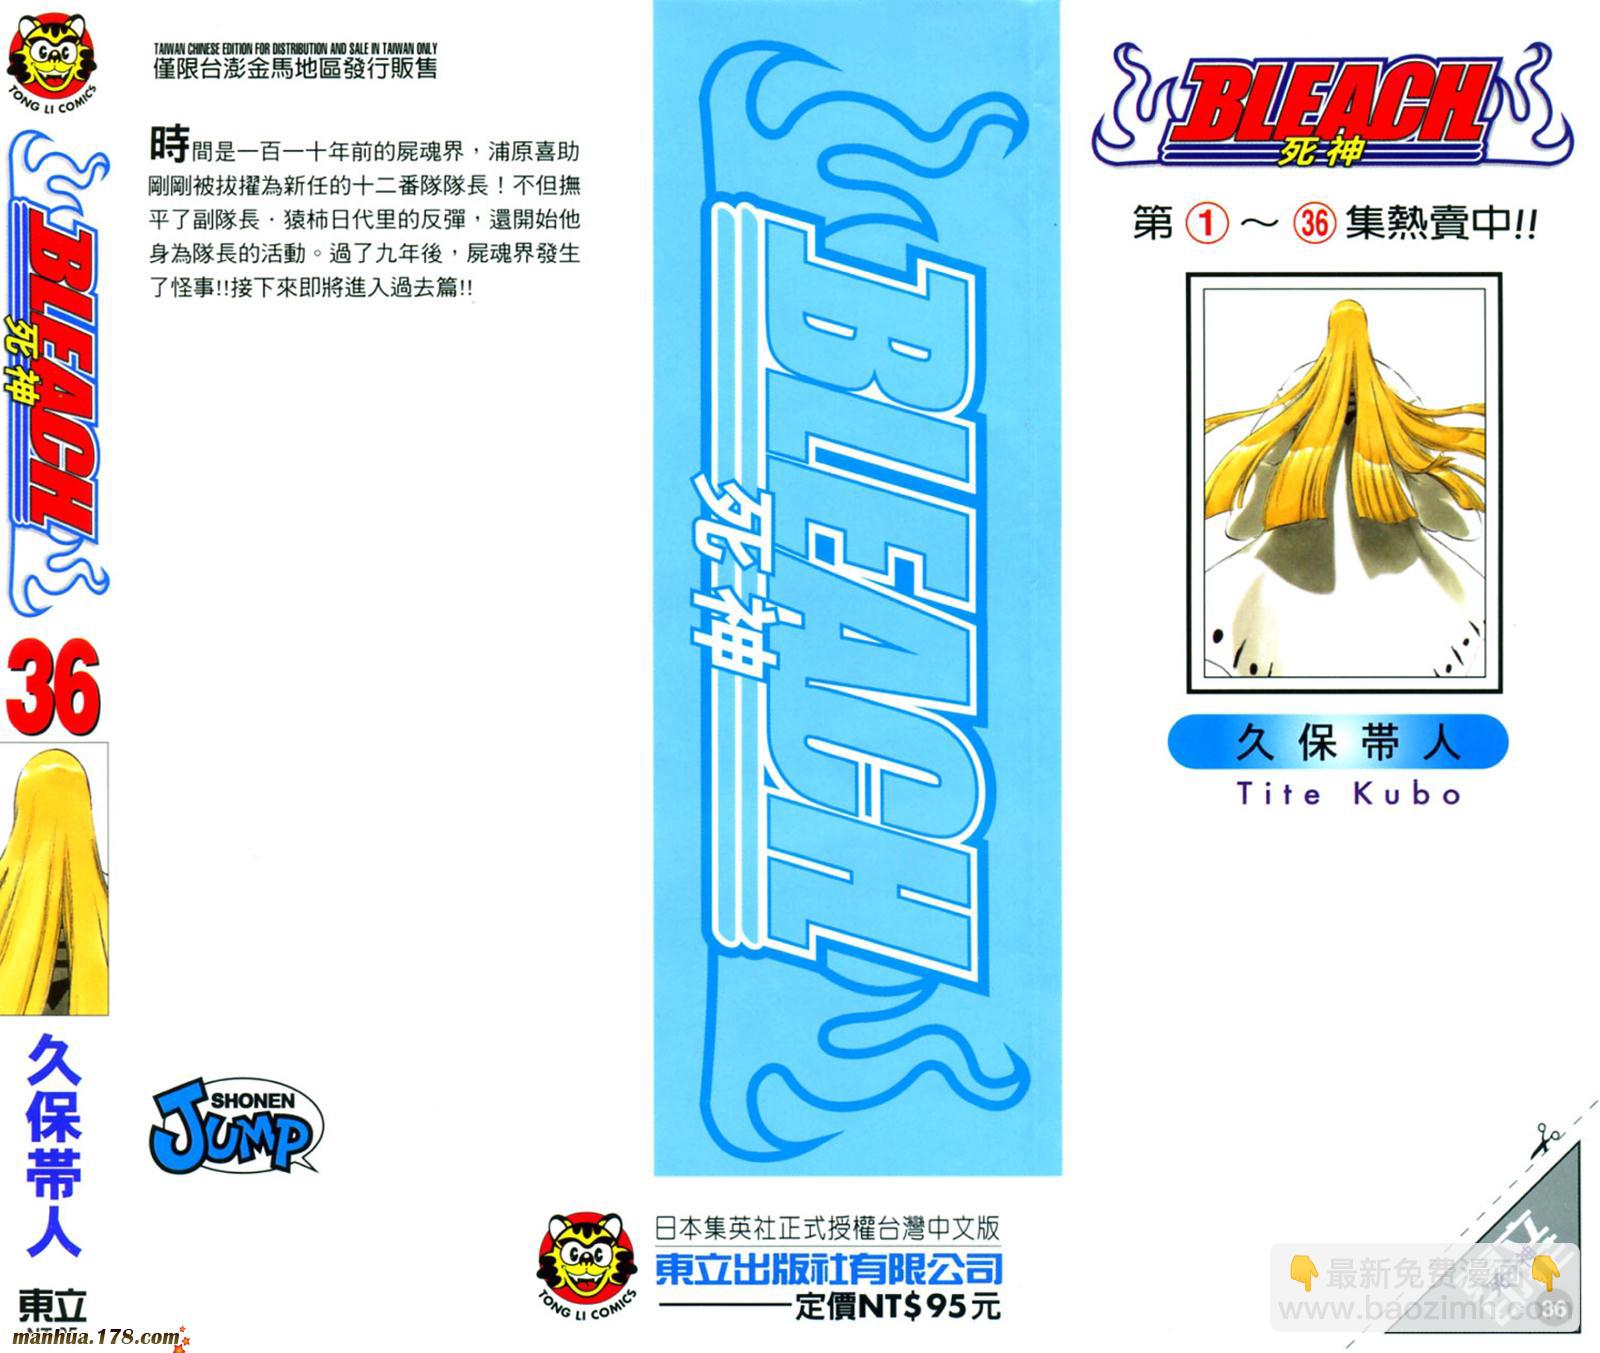 TONG LI COMICS
BLEACH
死神
36
久保帯人
東立
manhua.178.com
TAIWAN CHINESE EDITION FOR DISTRIBUTION AND SALE IN TAIWAN ONLY
僅限台澎金馬地區發行販售
時間是一百一十年前的屍魂界，浦原喜助
剛剛被拔擢為新任的十二番隊隊長！不但撫
平了副隊長．猿柿日代里的反彈，還開始他
身為隊長的活動。過了九年後，屍魂界發生
了怪事!!接下來即將進入過去篇!!
SHONEN
JUMP
BLEACH
死神
TONG LI COMICS
日本集英社正式授權台灣中文版
東立出版社有限公司
定價NT$95元
BLEACH
死神
第①～㊱集熱賣中!!
久保帯人
Tite Kubo
最新免费漫画
www.baozimh.com
36